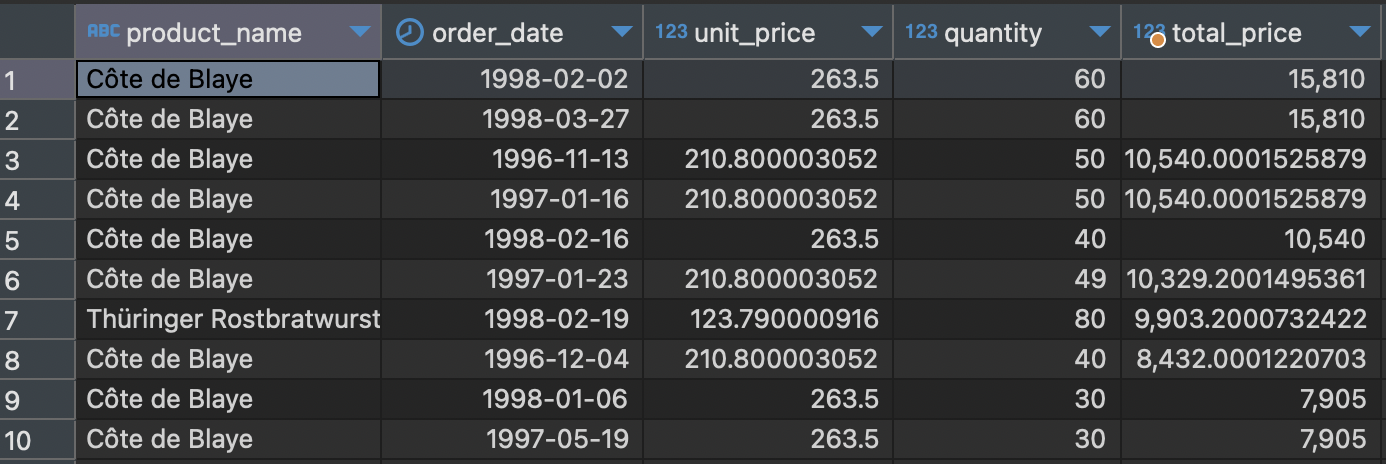 ABC product_name order_date 123 unit_price 123 quantity 123 total_price
1 Côte de Blaye 1998-02-02 263.5 60 15,810
2 Côte de Blaye 1998-03-27 263.5 60 15,810
3 Côte de Blaye 1996-11-13 210.800003052 50 10,540.0001525879
4 Côte de Blaye 1997-01-16 210.800003052 50 10,540.0001525879
5 Côte de Blaye 1998-02-16 263.5 40 10,540
6 Côte de Blaye 1997-01-23 210.800003052 49 10,329.2001495361
7 Thüringer Rostbratwurst 1998-02-19 123.790000916 80 9,903.2000732422
8 Côte de Blaye 1996-12-04 210.800003052 40 8,432.0001220703
9 Côte de Blaye 1998-01-06 263.5 30 7,905
10 Côte de Blaye 1997-05-19 263.5 30 7,905